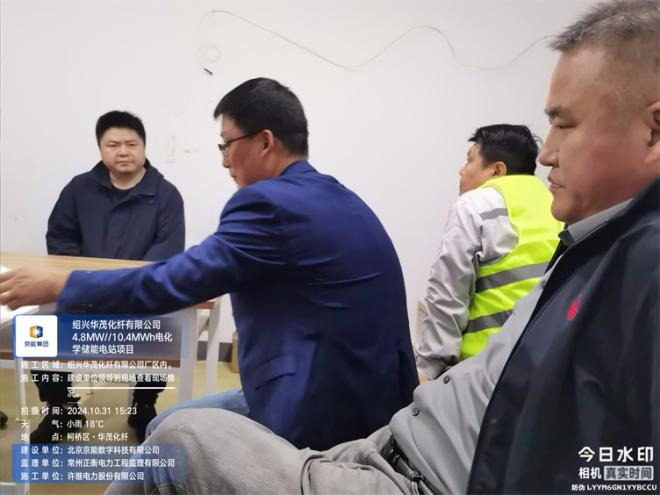 京能集团
绍兴华茂化纤有限公司
4.8MW//10.4MWh电化
学储能电站项目
施工区域：绍兴华茂化纤有限公司厂区内。
施工内容：建设单位领导到现场查看现场情
况。
拍摄时间：2024.10.31 15:23
天气：小雨 18℃
地点：柯桥区·华茂化纤
建设单位：北京京能数字科技有限公司
监理单位：常州正衡电力工程监理有限公司
施工单位：许继电力股份有限公司
今日水印
相机 真实时间
防伪 LYYM6GN1YYBCCU